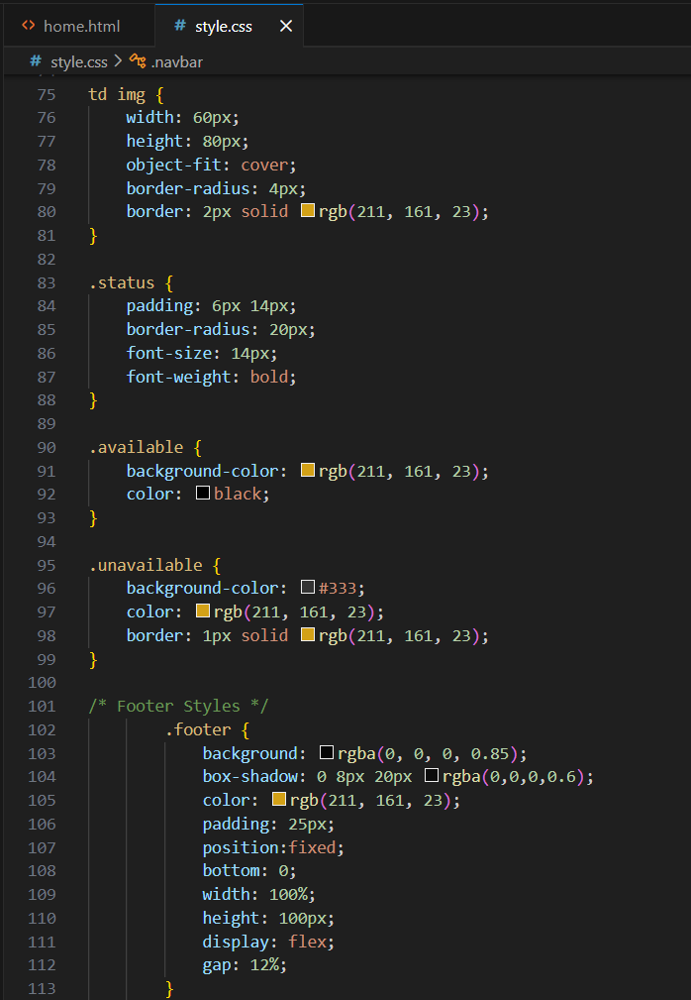 home.html
style.css
style.css > .navbar
75 td img {
76     width: 60px;
77     height: 80px;
78     object-fit: cover;
79     border-radius: 4px;
80     border: 2px solid rgb(211, 161, 23);
81 }
82
83 .status {
84     padding: 6px 14px;
85     border-radius: 20px;
86     font-size: 14px;
87     font-weight: bold;
88 }
89
90 .available {
91     background-color: rgb(211, 161, 23);
92     color: black;
93 }
94
95 .unavailable {
96     background-color: #333;
97     color: rgb(211, 161, 23);
98     border: 1px solid rgb(211, 161, 23);
99 }
100
101 /* Footer Styles */
102         .footer {
103             background: rgba(0, 0, 0, 0.85);
104             box-shadow: 0 8px 20px rgba(0,0,0,0.6);
105             color: rgb(211, 161, 23);
106             padding: 25px;
107             position:fixed;
108             bottom: 0;
109             width: 100%;
110             height: 100px;
111             display: flex;
112             gap: 12%;
113         }